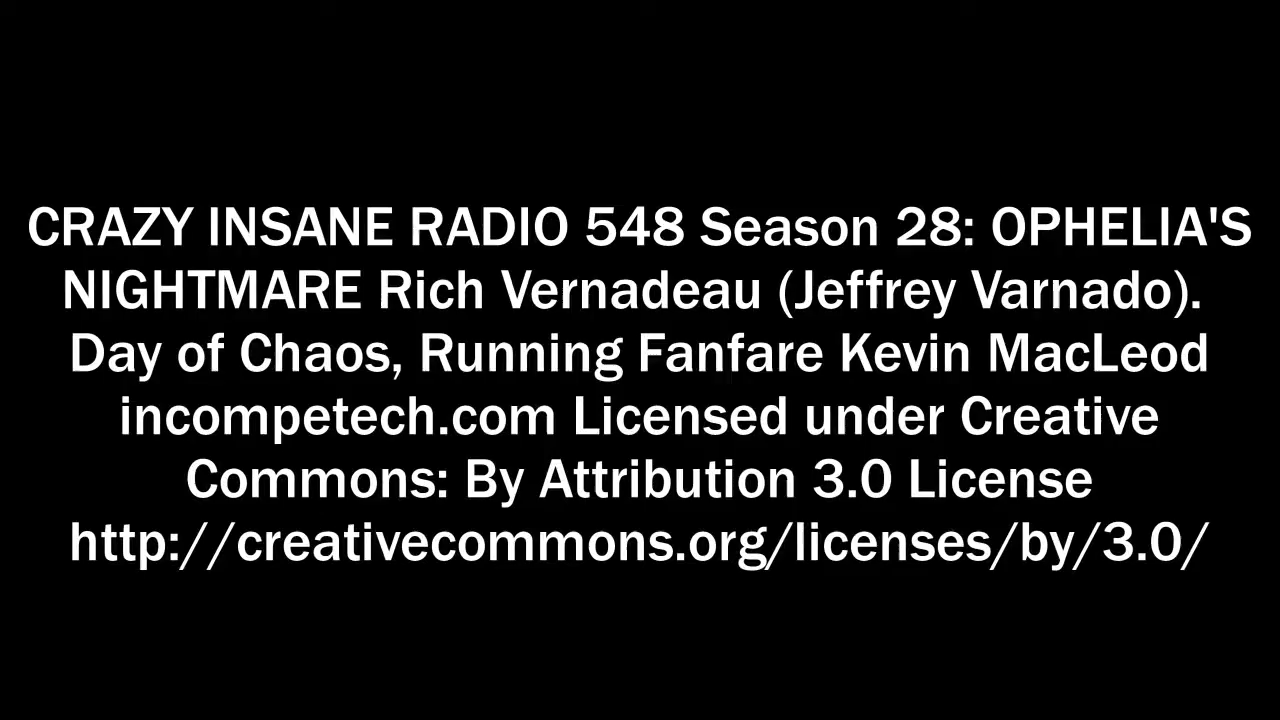 CRAZY INSANE RADIO 548 Season 28: OPHELIA'S
NIGHTMARE Rich Vernadeau (Jeffrey Varnado).
Day of Chaos, Running Fanfare Kevin MacLeod
incompetech.com Licensed under Creative
Commons: By Attribution 3.0 License
http://creativecommons.org/licenses/by/3.0/